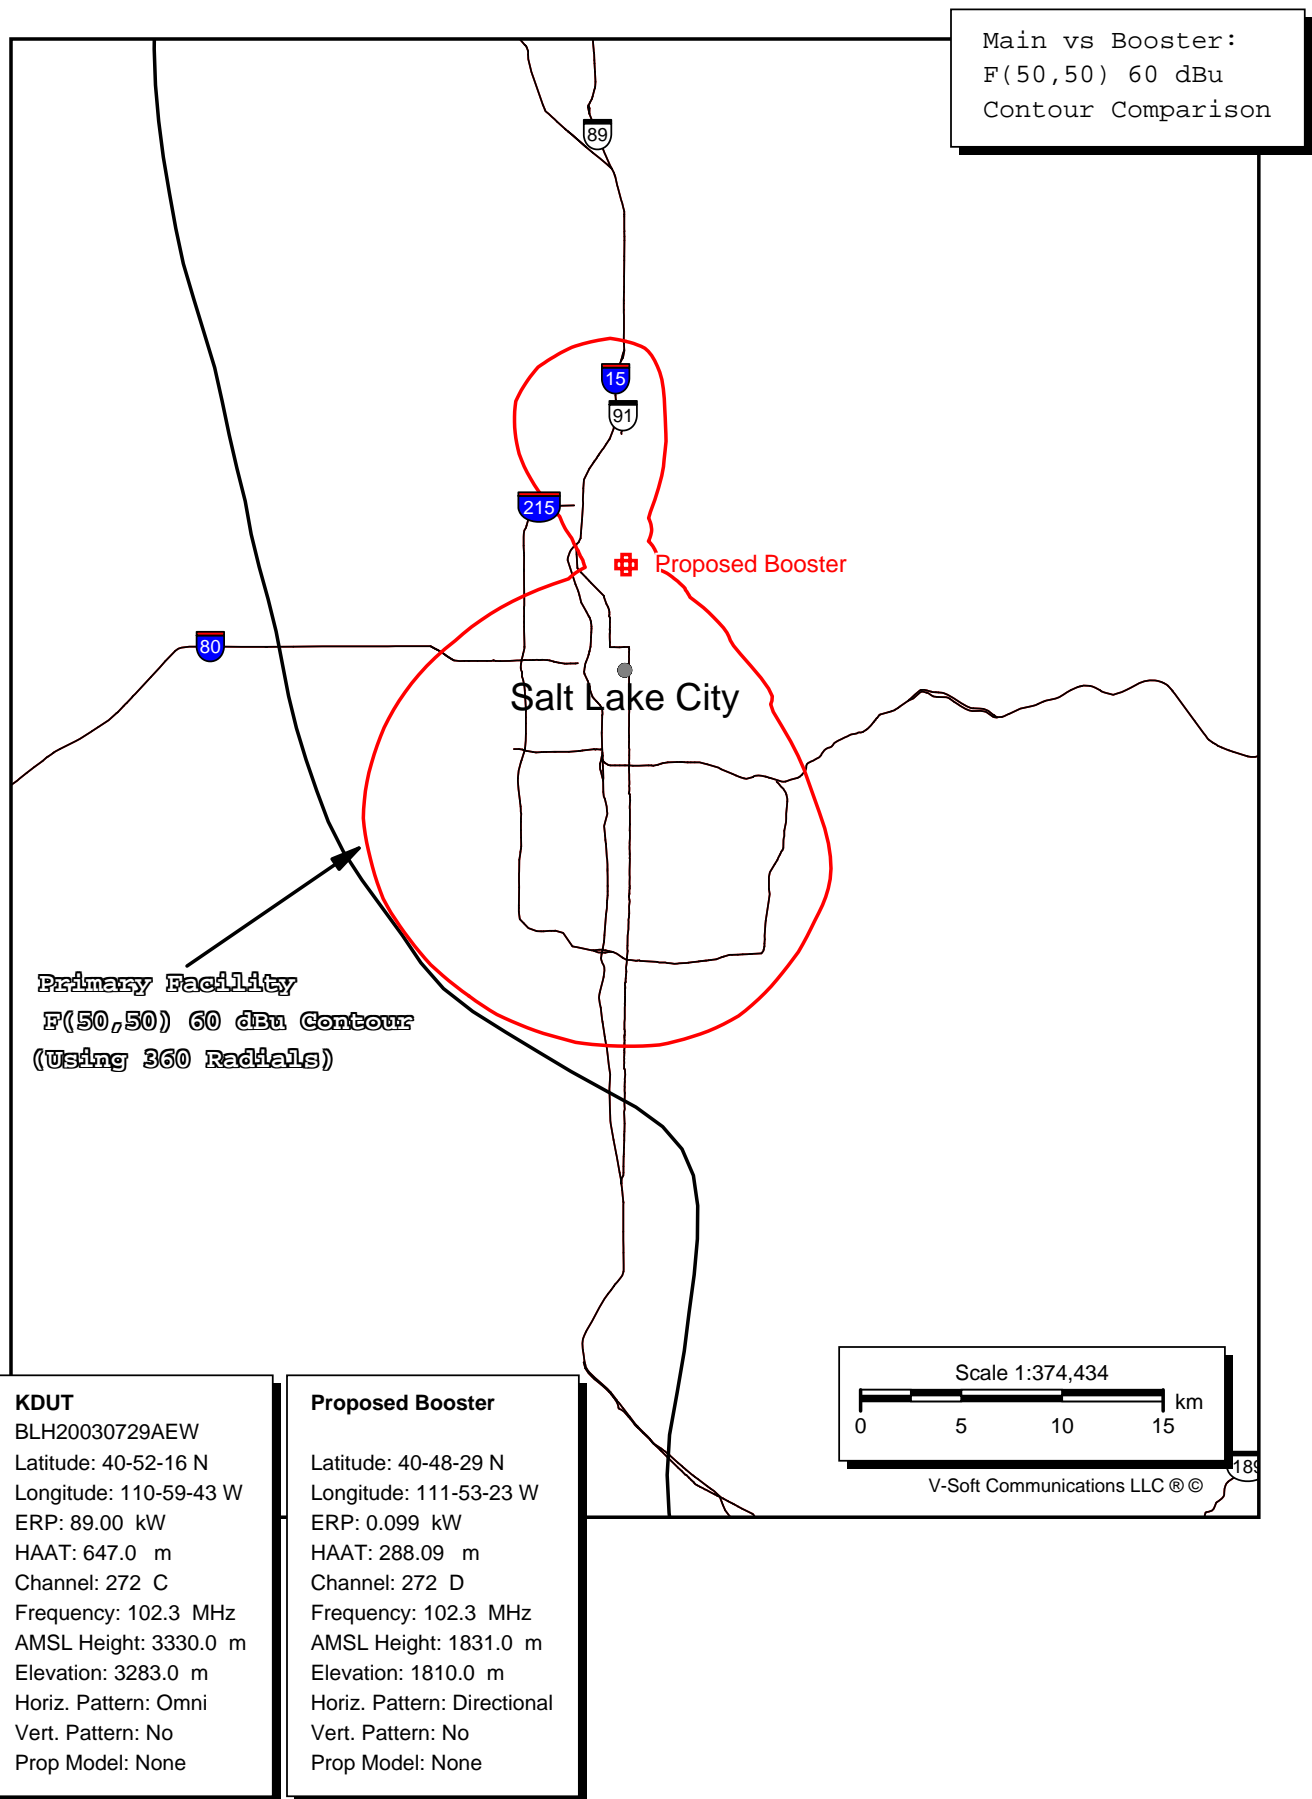 Main vs Booster:
F(50,50) 60 dBu
Contour Comparison
89
15
91
215
Proposed Booster
80
Salt Lake City
Primary Facility
F(50,50) 60 dBu Contour
(Using 360 Radials)
Scale 1:374,434
km
0 5 10 15
V-Soft Communications LLC ® ©
189
KDUT
BLH20030729AEW
Latitude: 40-52-16 N
Longitude: 110-59-43 W
ERP: 89.00 kW
HAAT: 647.0 m
Channel: 272 C
Frequency: 102.3 MHz
AMSL Height: 3330.0 m
Elevation: 3283.0 m
Horiz. Pattern: Omni
Vert. Pattern: No
Prop Model: None
Proposed Booster
Latitude: 40-48-29 N
Longitude: 111-53-23 W
ERP: 0.099 kW
HAAT: 288.09 m
Channel: 272 D
Frequency: 102.3 MHz
AMSL Height: 1831.0 m
Elevation: 1810.0 m
Horiz. Pattern: Directional
Vert. Pattern: No
Prop Model: None